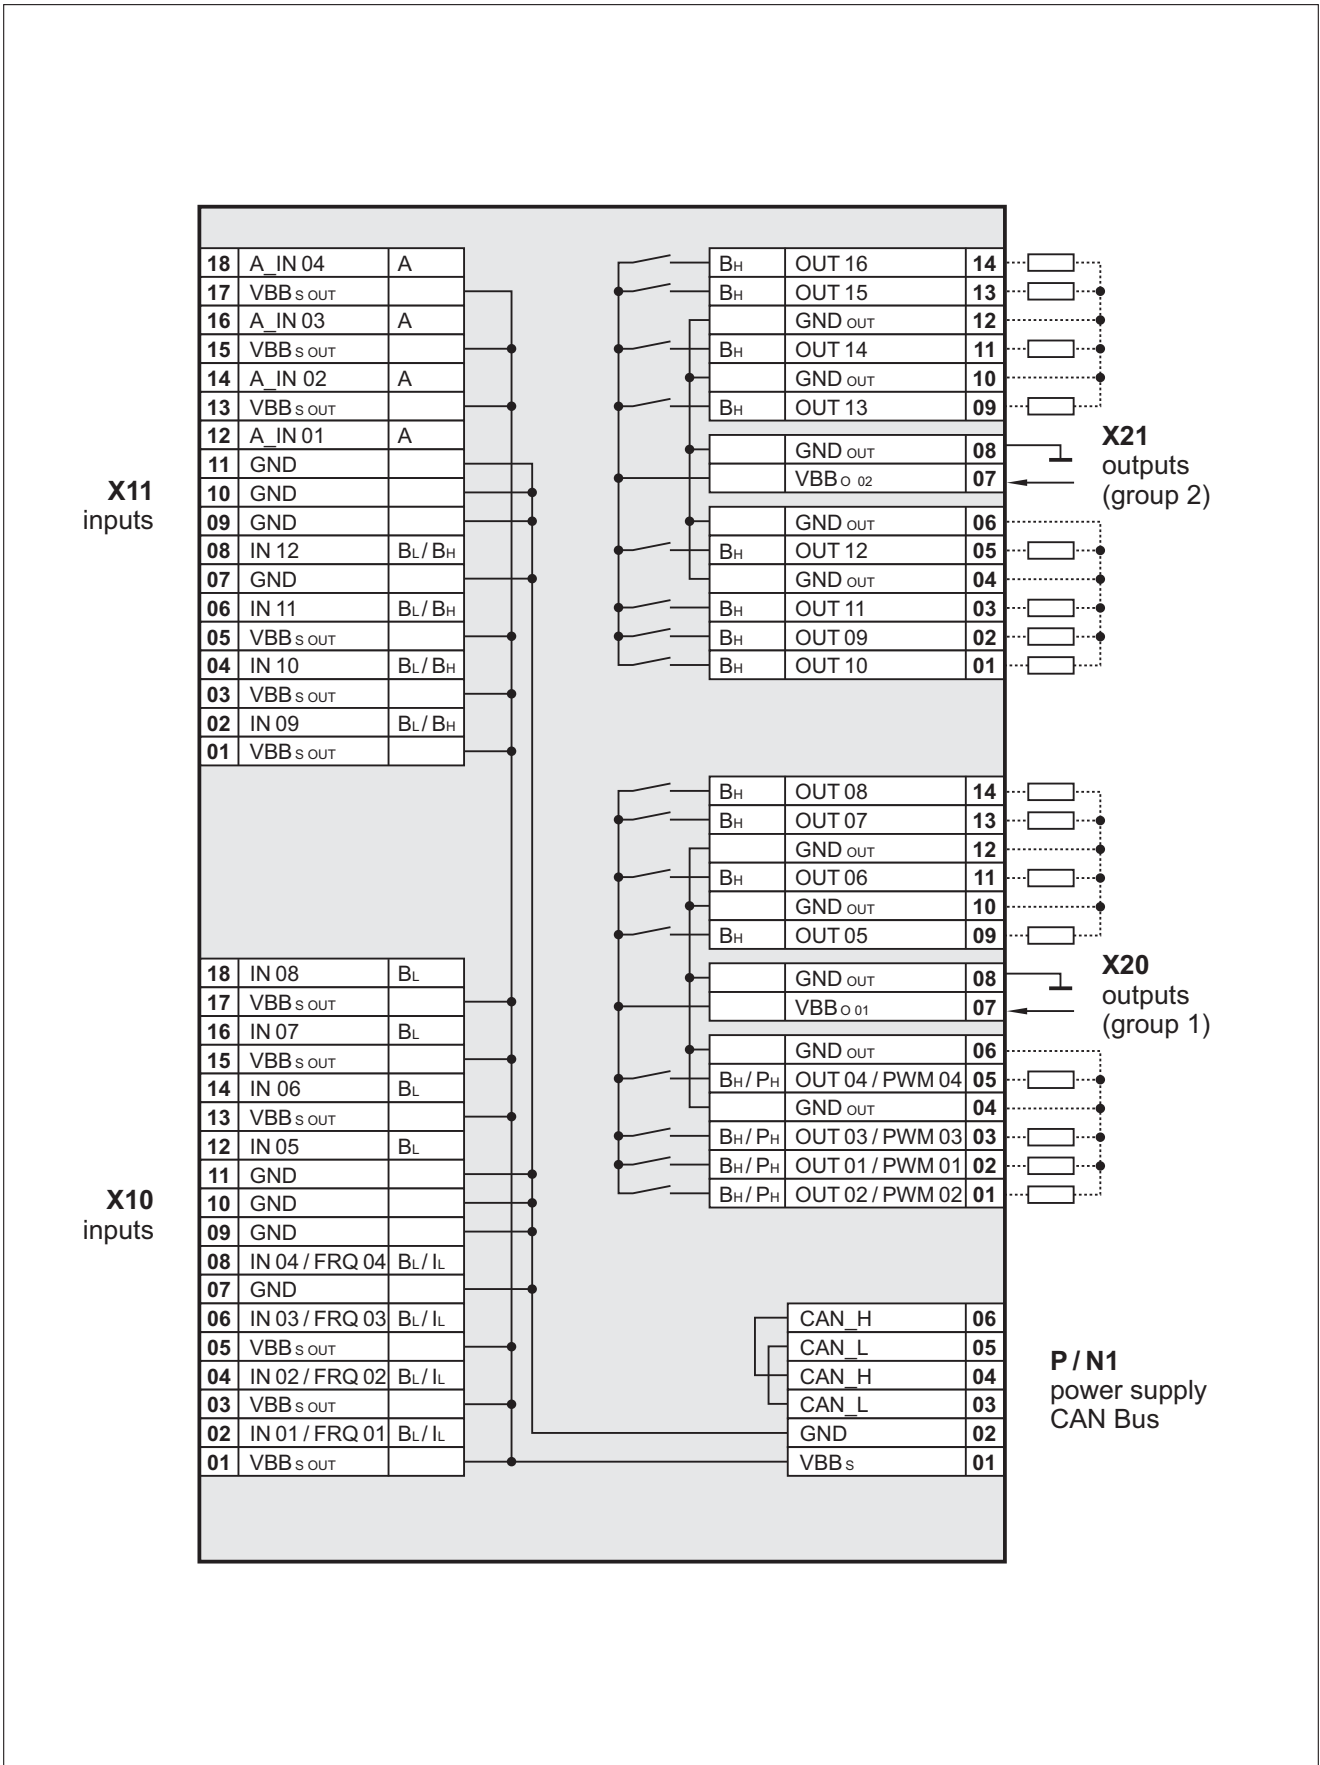 X11
inputs
18 A_IN 04 A
17 VBB S OUT
16 A_IN 03 A
15 VBB S OUT
14 A_IN 02 A
13 VBB S OUT
12 A_IN 01 A
11 GND
10 GND
09 GND
08 IN 12 BL / BH
07 GND
06 IN 11 BL / BH
05 VBB S OUT
04 IN 10 BL / BH
03 VBB S OUT
02 IN 09 BL / BH
01 VBB S OUT
X10
inputs
18 IN 08 BL
17 VBB S OUT
16 IN 07 BL
15 VBB S OUT
14 IN 06 BL
13 VBB S OUT
12 IN 05 BL
11 GND
10 GND
09 GND
08 IN 04 / FRQ 04 BL / IL
07 GND
06 IN 03 / FRQ 03 BL / IL
05 VBB S OUT
04 IN 02 / FRQ 02 BL / IL
03 VBB S OUT
02 IN 01 / FRQ 01 BL / IL
01 VBB S OUT
BH OUT 16 14
BH OUT 15 13
GND OUT 12
BH OUT 14 11
GND OUT 10
BH OUT 13 09
GND OUT 08
VBB O 02 07
GND OUT 06
BH OUT 12 05
GND OUT 04
BH OUT 11 03
BH OUT 09 02
BH OUT 10 01
X21
outputs
(group 2)
BH OUT 08 14
BH OUT 07 13
GND OUT 12
BH OUT 06 11
GND OUT 10
BH OUT 05 09
GND OUT 08
VBB O 01 07
GND OUT 06
BH / PH OUT 04 / PWM 04 05
GND OUT 04
BH / PH OUT 03 / PWM 03 03
BH / PH OUT 01 / PWM 01 02
BH / PH OUT 02 / PWM 02 01
X20
outputs
(group 1)
CAN_H 06
CAN_L 05
CAN_H 04
CAN_L 03
GND 02
VBB S 01
P / N1
power supply
CAN Bus